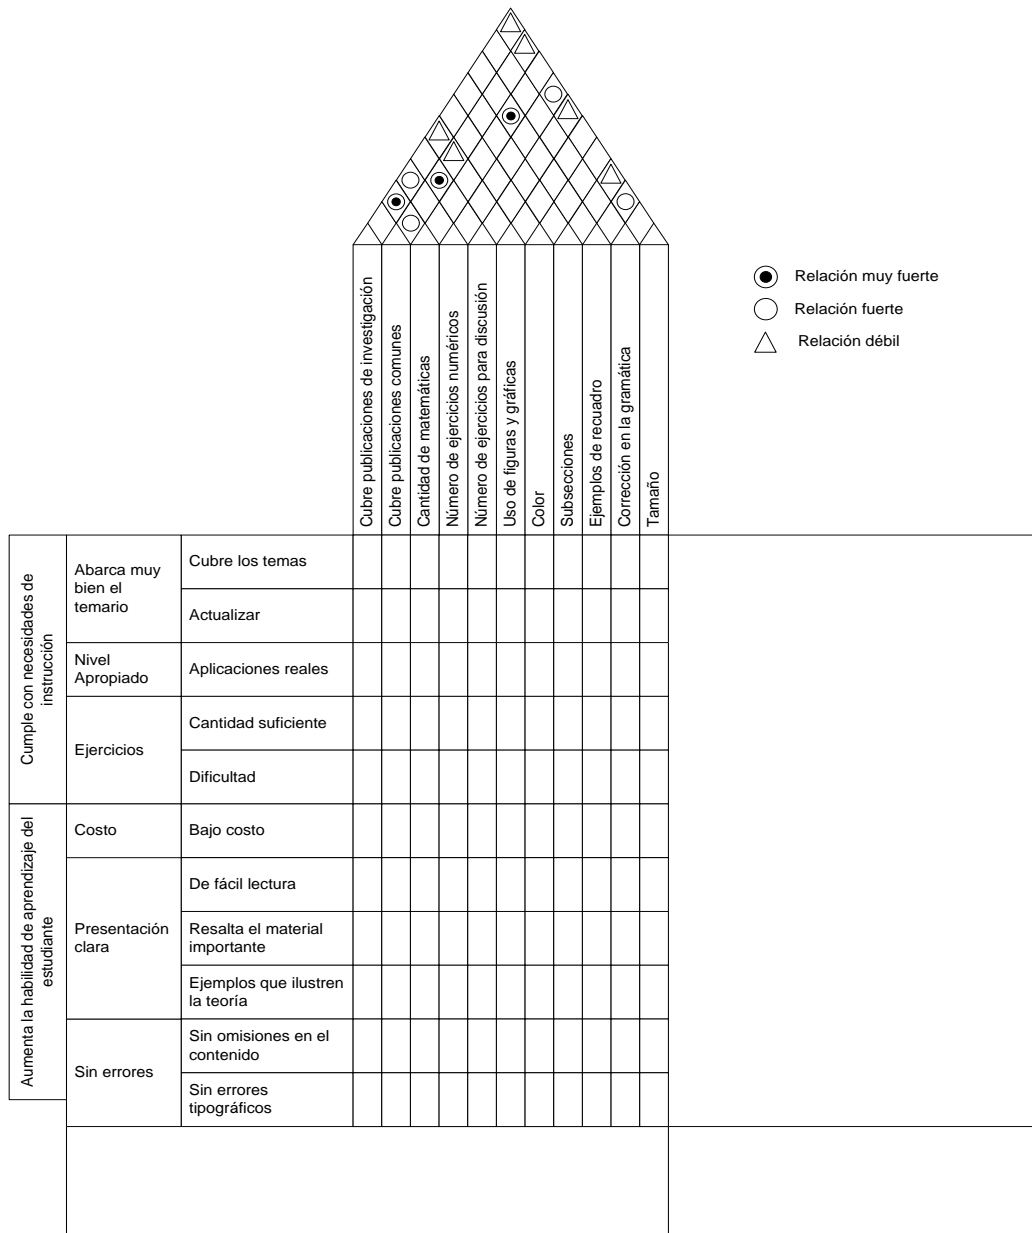 Relación muy fuerte
Relación fuerte
Relación débil
Cubre publicaciones de investigación
Cubre publicaciones comunes
Cantidad de matemáticas
Número de ejercicios numéricos
Número de ejercicios para discusión
Uso de figuras y gráficas
Color
Subsecciones
Ejemplos de recuadro
Corrección en la gramática
Tamaño
Cumple con necesidades de
instrucción
Abarca muy
bien el
temario
Cubre los temas
Actualizar
Nivel
Apropiado
Aplicaciones reales
Ejercicios
Cantidad suficiente
Dificultad
Aumenta la habilidad de aprendizaje del
estudiante
Costo
Bajo costo
Presentación
clara
De fácil lectura
Resalta el material
importante
Ejemplos que ilustren
la teoría
Sin errores
Sin omisiones en el
contenido
Sin errores
tipográficos